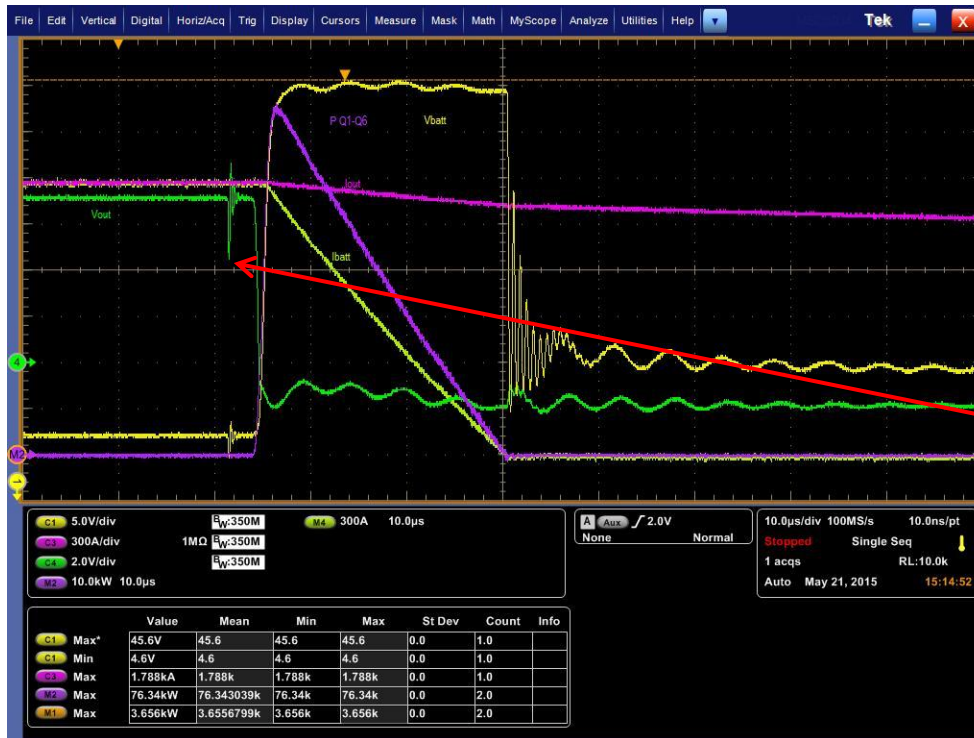 File Edit Vertical Digital Horiz/Acq Trig Display Cursors Measure Mask Math MyScope Analyze Utilities Help Tek X
P Q1-Q6 Vbatt
Iout
Vout
Ibatt
4
M2
1
C1 5.0V/div BW:350M M4 300A 10.0µs
C3 300A/div 1MΩ BW:350M
C4 2.0V/div BW:350M
M2 10.0kW 10.0µs
A Aux 2.0V
None Normal
10.0µs/div 100MS/s 10.0ns/pt
Stopped Single Seq
1 acqs RL:10.0k
Auto May 21, 2015 15:14:52
Value Mean Min Max St Dev Count Info
C1 Max* 45.6V 45.6 45.6 45.6 0.0 1.0
C1 Min 4.6V 4.6 4.6 4.6 0.0 1.0
C3 Max 1.788kA 1.788k 1.788k 1.788k 0.0 1.0
M2 Max 76.34kW 76.343039k 76.34k 76.34k 0.0 2.0
M1 Max 3.656kW 3.6556799k 3.656k 3.656k 0.0 2.0